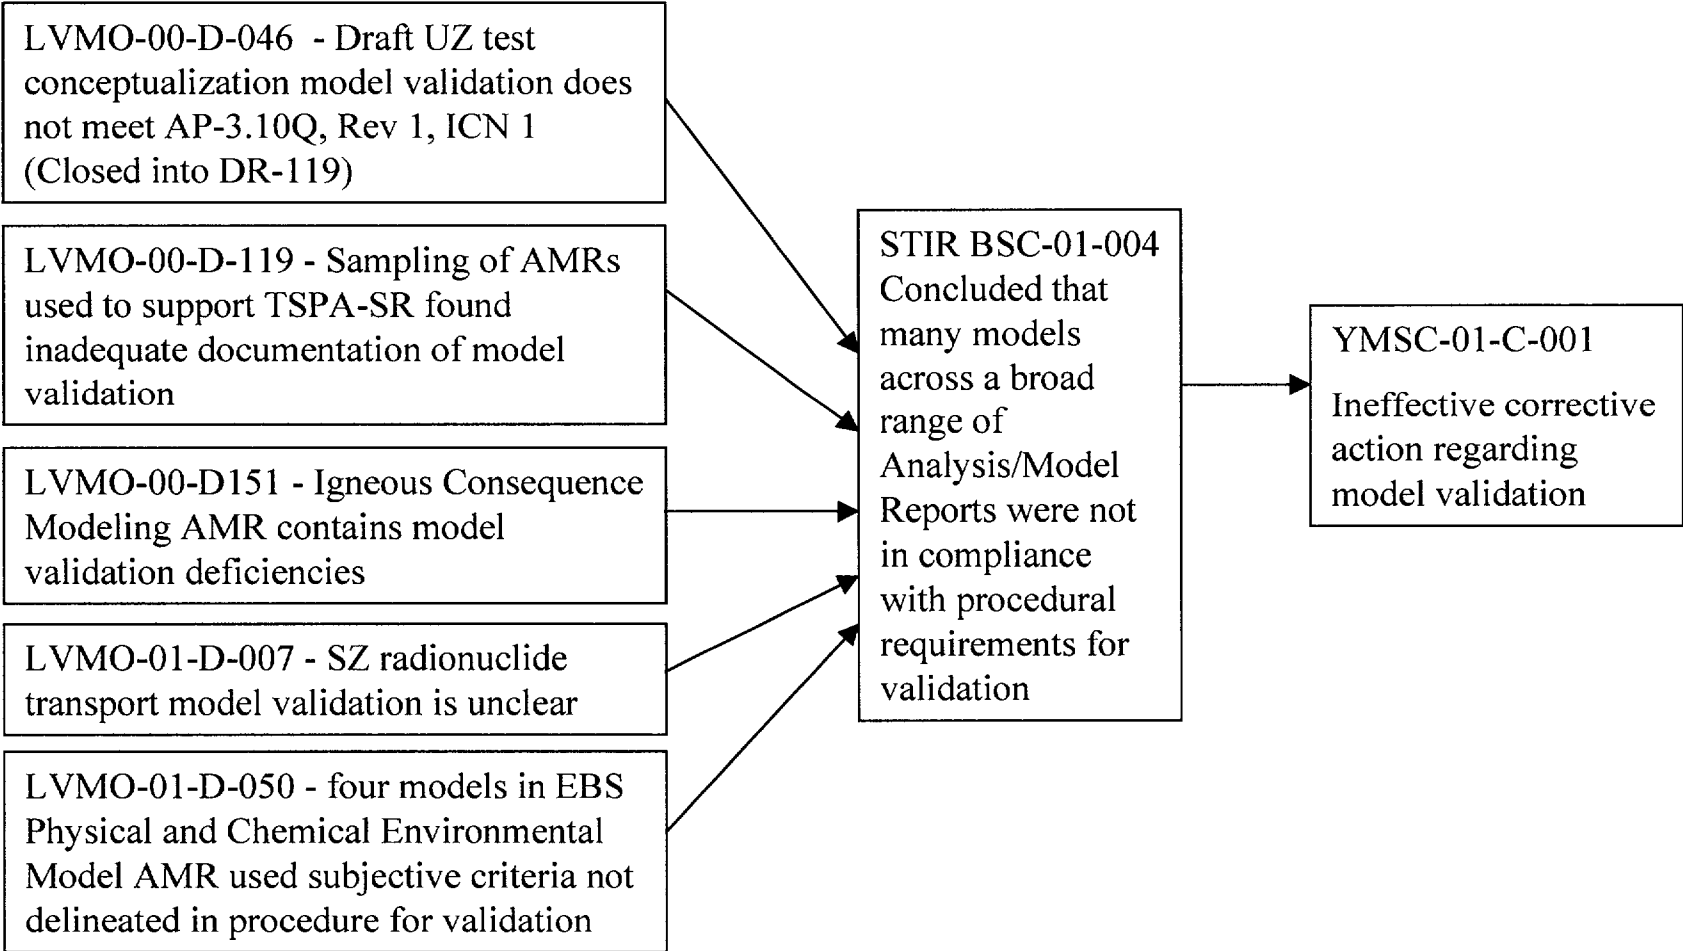 LVMO-00-D-046 - Draft UZ test
conceptualization model validation does
not meet AP-3.10Q, Rev 1, ICN 1
(Closed into DR-119)
LVMO-00-D-119 - Sampling of AMRs
used to support TSPA-SR found
inadequate documentation of model
validation
LVMO-00-D151 - Igneous Consequence
Modeling AMR contains model
validation deficiencies
LVMO-01-D-007 - SZ radionuclide
transport model validation is unclear
LVMO-01-D-050 - four models in EBS
Physical and Chemical Environmental
Model AMR used subjective criteria not
delineated in procedure for validation
STIR BSC-01-004
Concluded that
many models
across a broad
range of
Analysis/Model
Reports were not
in compliance
with procedural
requirements for
validation
YMSC-01-C-001
Ineffective corrective
action regarding
model validation